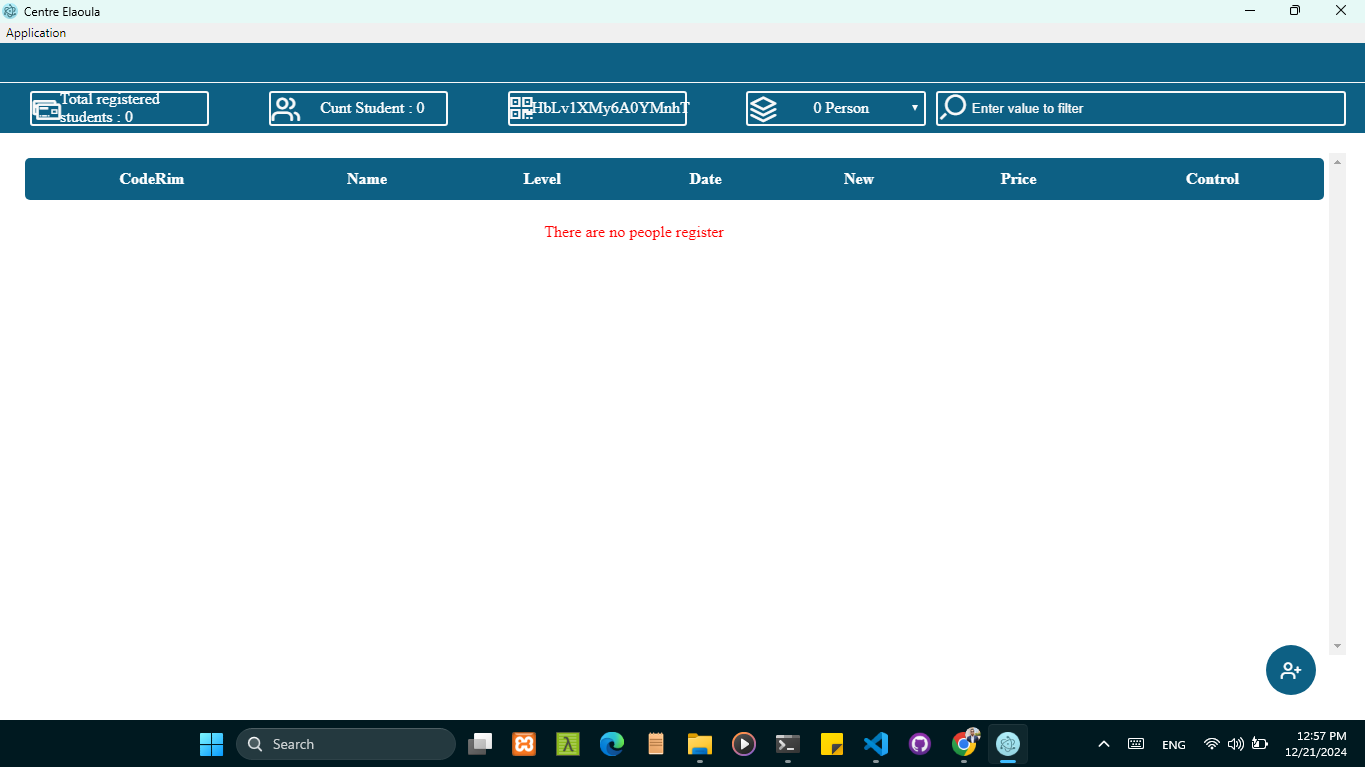 Centre Elaoula
Application
Total registered
students : 0
Cunt Student : 0
HbLv1XMy6A0YMnhT
0 Person
Enter value to filter
CodeRim Name Level Date New Price Control
There are no people register
Search
ENG
12:57 PM
12/21/2024